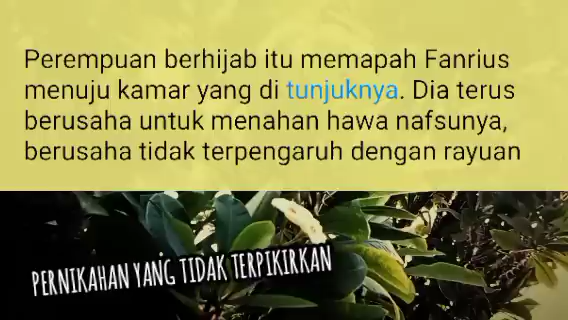 Perempuan berhijab itu memapah Fanrius
menuju kamar yang di tunjuknya. Dia terus
berusaha untuk menahan hawa nafsunya,
berusaha tidak terpengaruh dengan rayuan
PERNIKAHAN YANG TIDAK TERPIKIRKAN